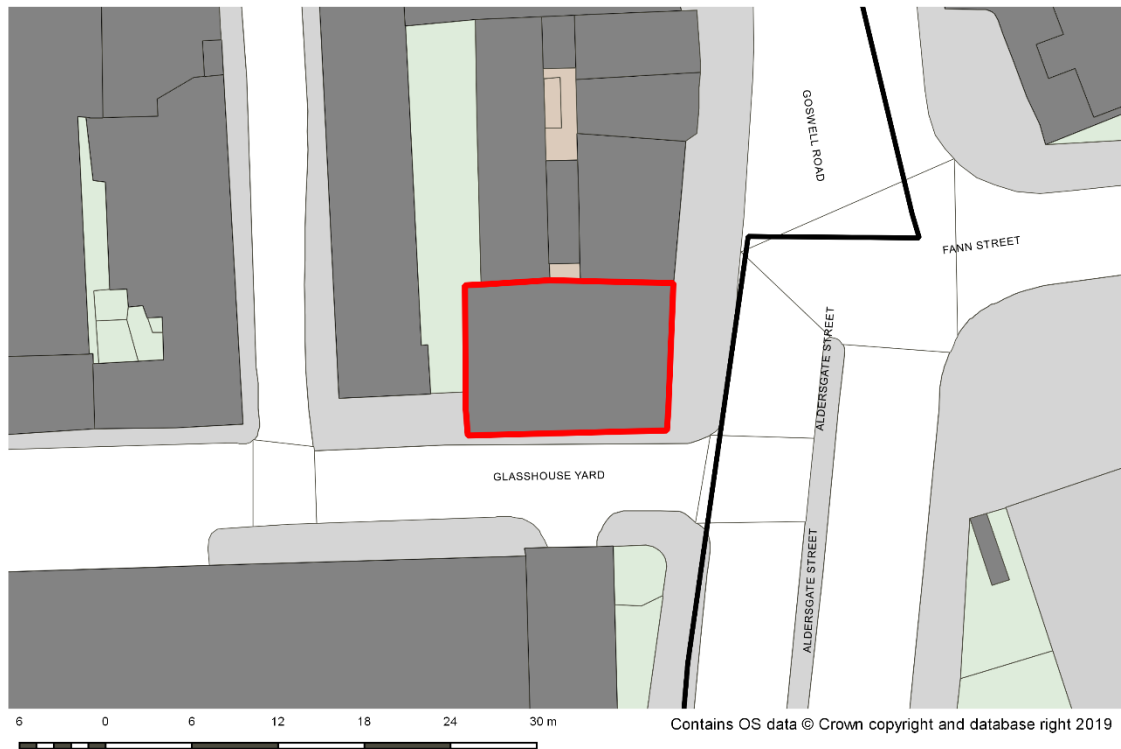 GOSWELL ROAD
FANN STREET
ALDERSGATE STREET
GLASSHOUSE YARD
ALDERSGATE STREET
6 0 6 12 18 24 30 m
Contains OS data © Crown copyright and database right 2019